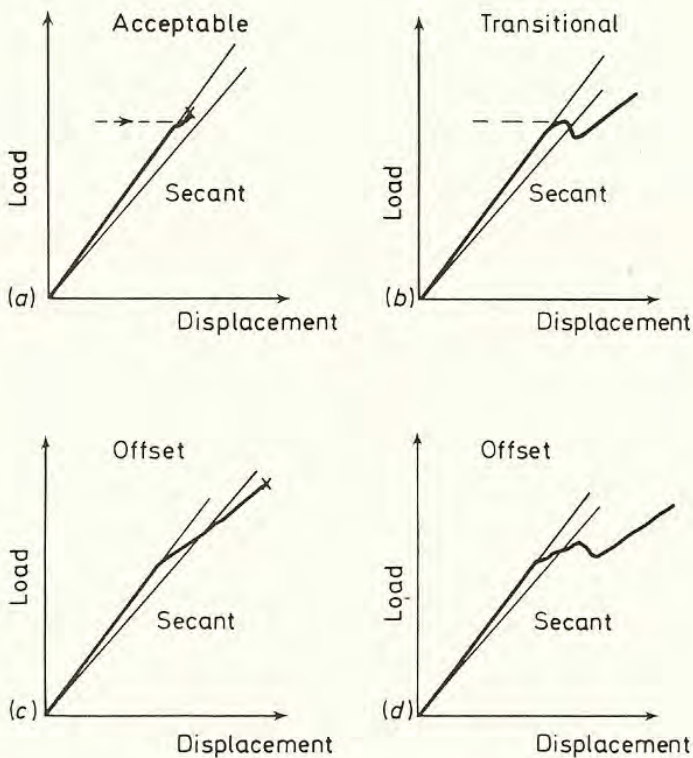 Acceptable
Load
Secant
(a)
Displacement
Transitional
Load
Secant
(b)
Displacement
Offset
Load
Secant
(c)
Displacement
Offset
Load
Secant
(d)
Displacement